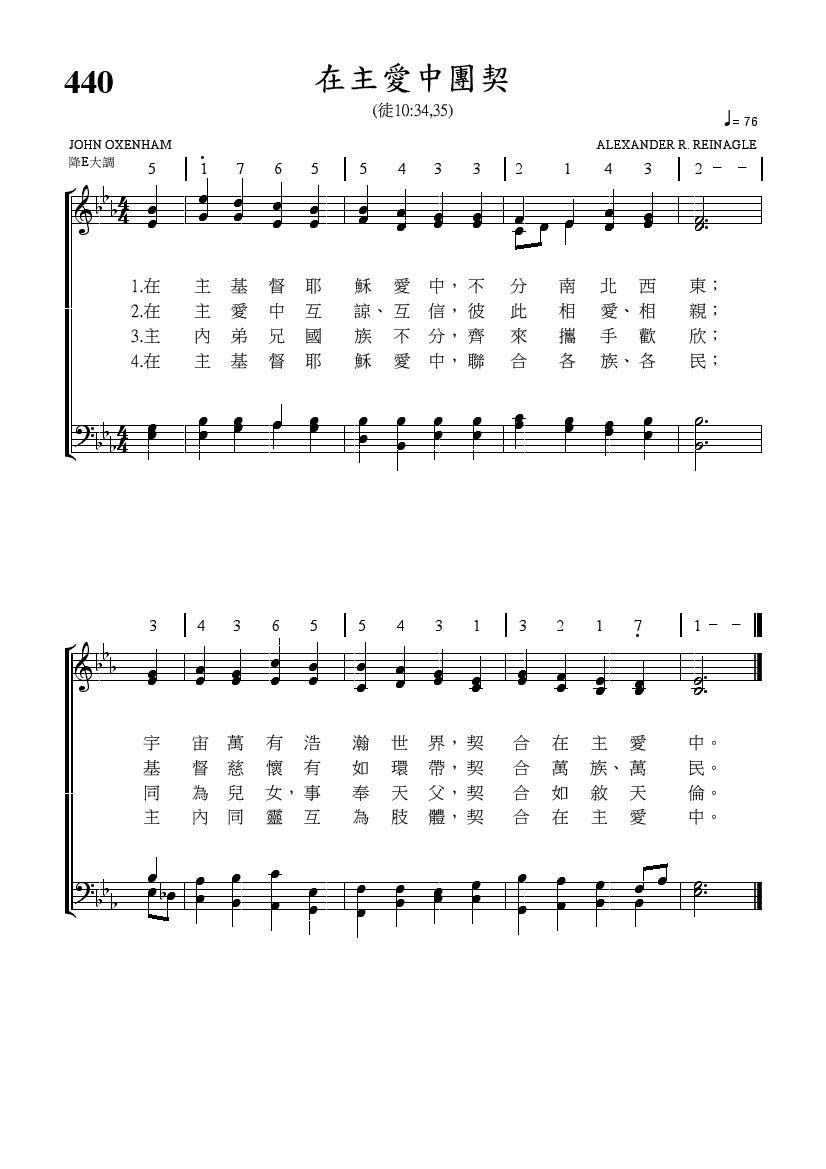 440
在主愛中團契
(徒10:34,35)
♩= 76
JOHN OXENHAM
ALEXANDER R. REINAGLE
降E大調
5 | 1̇ 7 6 5 | 5 4 3 3 | 2 1 4 3 | 2 – – |
1.在 主 基 督 耶 穌 愛 中，不 分 南 北 西 東；
2.在 主 愛 中 互 諒、互 信，彼 此 相 愛、相 親；
3.主 內 弟 兄 國 族 不 分，齊 來 攜 手 歡 欣；
4.在 主 基 督 耶 穌 愛 中，聯 合 各 族、各 民；
3 | 4 3 6 5 | 5 4 3 1 | 3 2 1 7̣ | 1 – –
宇 宙 萬 有 浩 瀚 世 界，契 合 在 主 愛 中。
基 督 慈 懷 有 如 環 帶，契 合 萬 族、萬 民。
同 為 兒 女，事 奉 天 父，契 合 如 敘 天 倫。
主 內 同 靈 互 為 肢 體，契 合 在 主 愛 中。